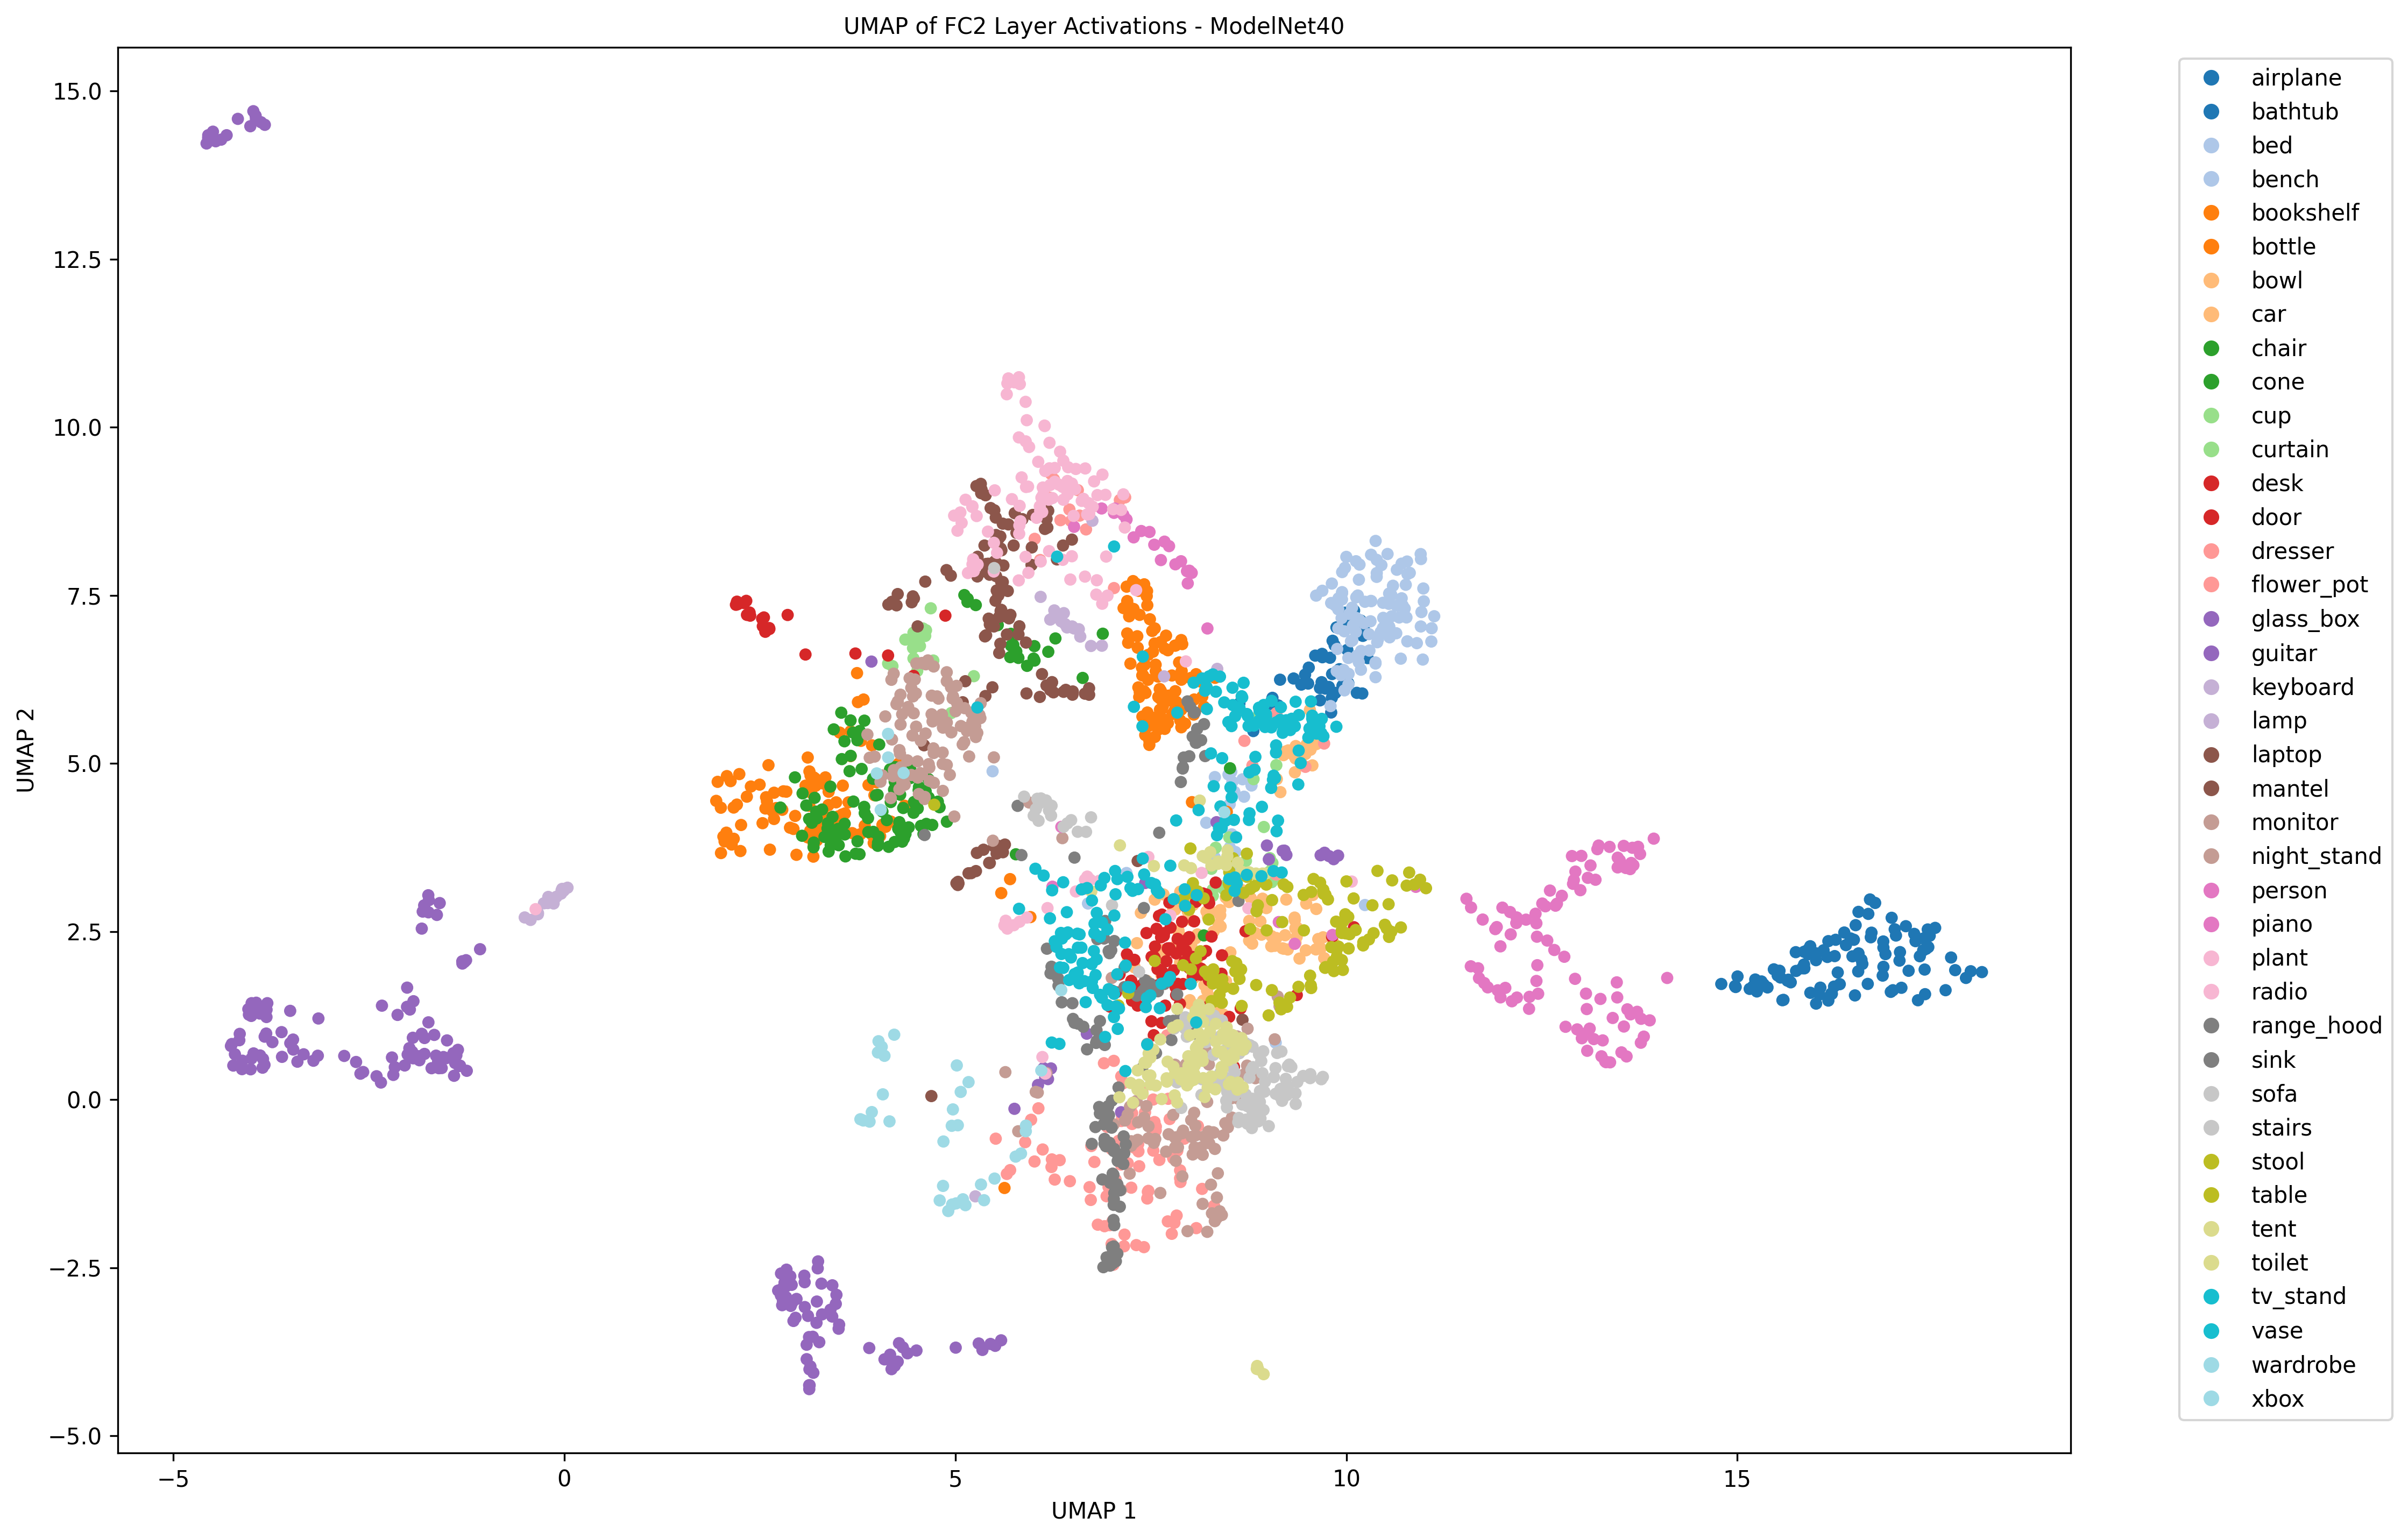 UMAP of FC2 Layer Activations - ModelNet40
15.0
12.5
10.0
7.5
5.0
2.5
0.0
−2.5
−5.0
UMAP 2
−5
0
5
10
15
UMAP 1
airplane
bathtub
bed
bench
bookshelf
bottle
bowl
car
chair
cone
cup
curtain
desk
door
dresser
flower_pot
glass_box
guitar
keyboard
lamp
laptop
mantel
monitor
night_stand
person
piano
plant
radio
range_hood
sink
sofa
stairs
stool
table
tent
toilet
tv_stand
vase
wardrobe
xbox